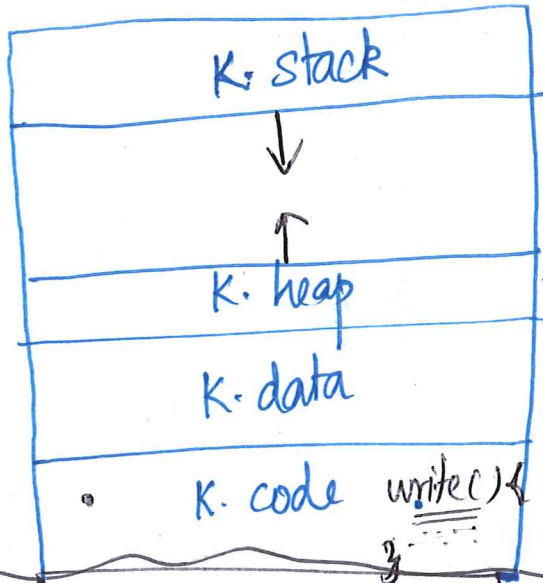 K. stack
K. heap
K. data
K. code write() {
}